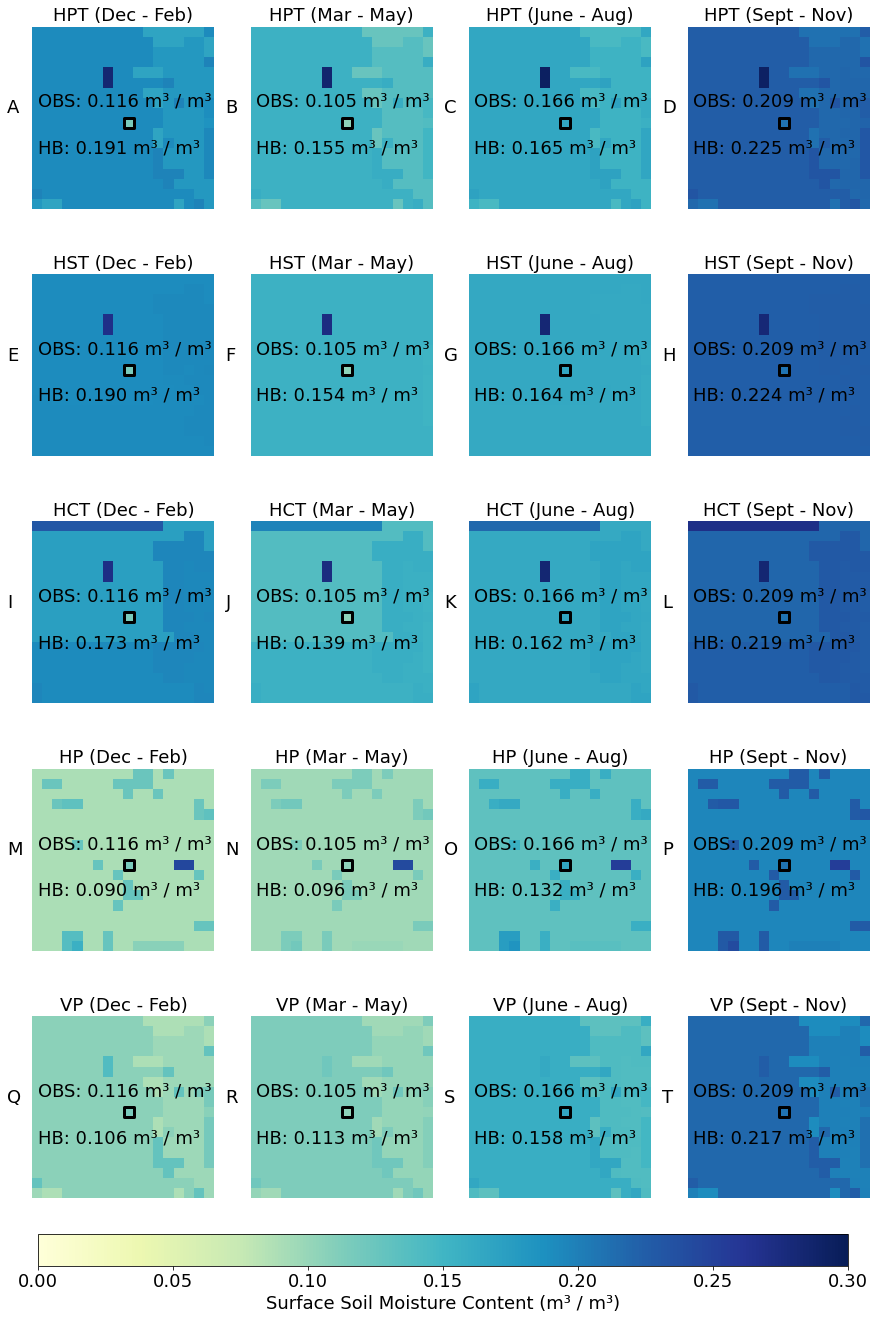 HPT (Dec - Feb) HPT (Mar - May) HPT (June - Aug) HPT (Sept - Nov)
A OBS: 0.116 m³ / m³ B OBS: 0.105 m³ / m³ C OBS: 0.166 m³ / m³ D OBS: 0.209 m³ / m³
HB: 0.191 m³ / m³ HB: 0.155 m³ / m³ HB: 0.165 m³ / m³ HB: 0.225 m³ / m³
HST (Dec - Feb) HST (Mar - May) HST (June - Aug) HST (Sept - Nov)
E OBS: 0.116 m³ / m³ F OBS: 0.105 m³ / m³ G OBS: 0.166 m³ / m³ H OBS: 0.209 m³ / m³
HB: 0.190 m³ / m³ HB: 0.154 m³ / m³ HB: 0.164 m³ / m³ HB: 0.224 m³ / m³
HCT (Dec - Feb) HCT (Mar - May) HCT (June - Aug) HCT (Sept - Nov)
I OBS: 0.116 m³ / m³ J OBS: 0.105 m³ / m³ K OBS: 0.166 m³ / m³ L OBS: 0.209 m³ / m³
HB: 0.173 m³ / m³ HB: 0.139 m³ / m³ HB: 0.162 m³ / m³ HB: 0.219 m³ / m³
HP (Dec - Feb) HP (Mar - May) HP (June - Aug) HP (Sept - Nov)
M OBS: 0.116 m³ / m³ N OBS: 0.105 m³ / m³ O OBS: 0.166 m³ / m³ P OBS: 0.209 m³ / m³
HB: 0.090 m³ / m³ HB: 0.096 m³ / m³ HB: 0.132 m³ / m³ HB: 0.196 m³ / m³
VP (Dec - Feb) VP (Mar - May) VP (June - Aug) VP (Sept - Nov)
Q OBS: 0.116 m³ / m³ R OBS: 0.105 m³ / m³ S OBS: 0.166 m³ / m³ T OBS: 0.209 m³ / m³
HB: 0.106 m³ / m³ HB: 0.113 m³ / m³ HB: 0.158 m³ / m³ HB: 0.217 m³ / m³
0.00 0.05 0.10 0.15 0.20 0.25 0.30
Surface Soil Moisture Content (m³ / m³)